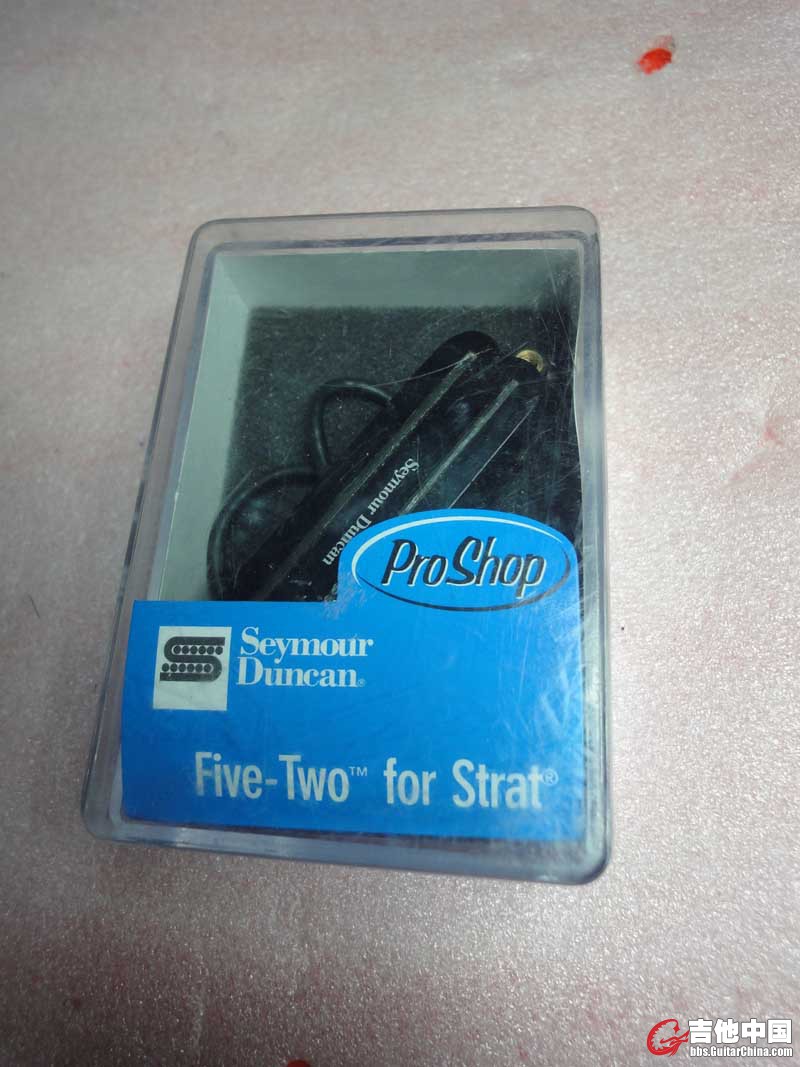 Seymour Duncan
ProShop
Seymour
Duncan®
Five-Two™ for Strat®
吉他中国
bbs.GuitarChina.com